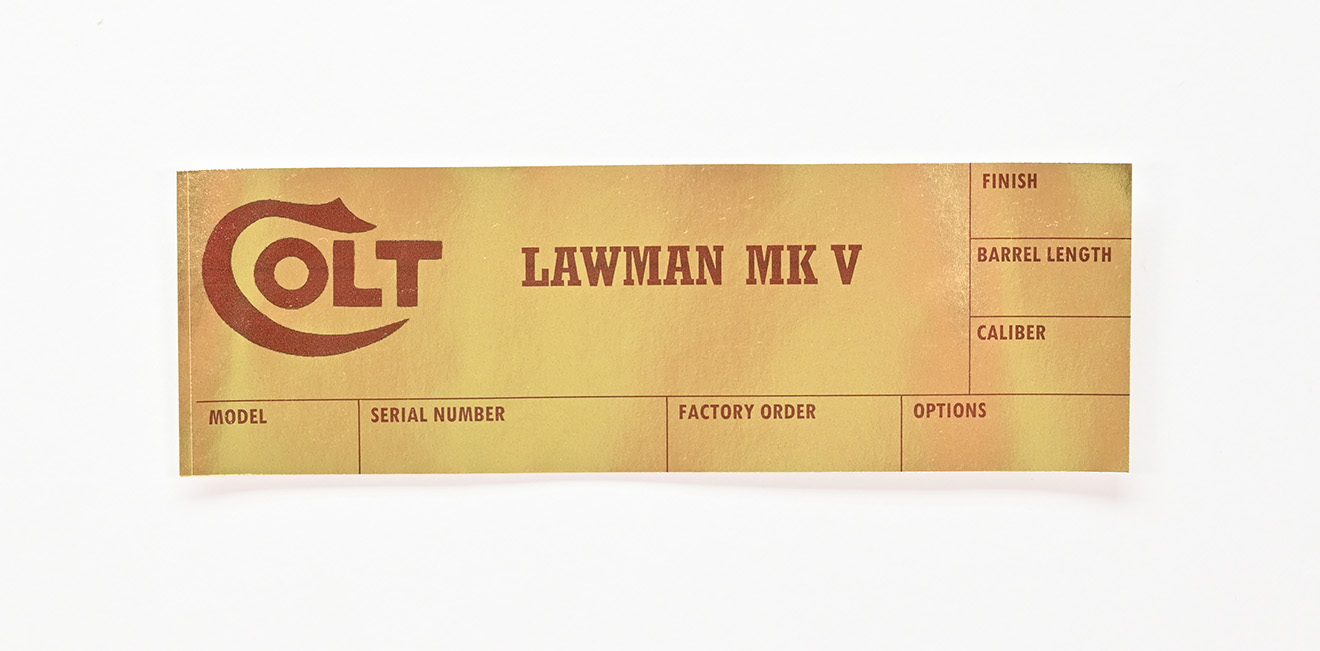 COLT
LAWMAN MK V
FINISH
BARREL LENGTH
CALIBER
MODEL
SERIAL NUMBER
FACTORY ORDER
OPTIONS